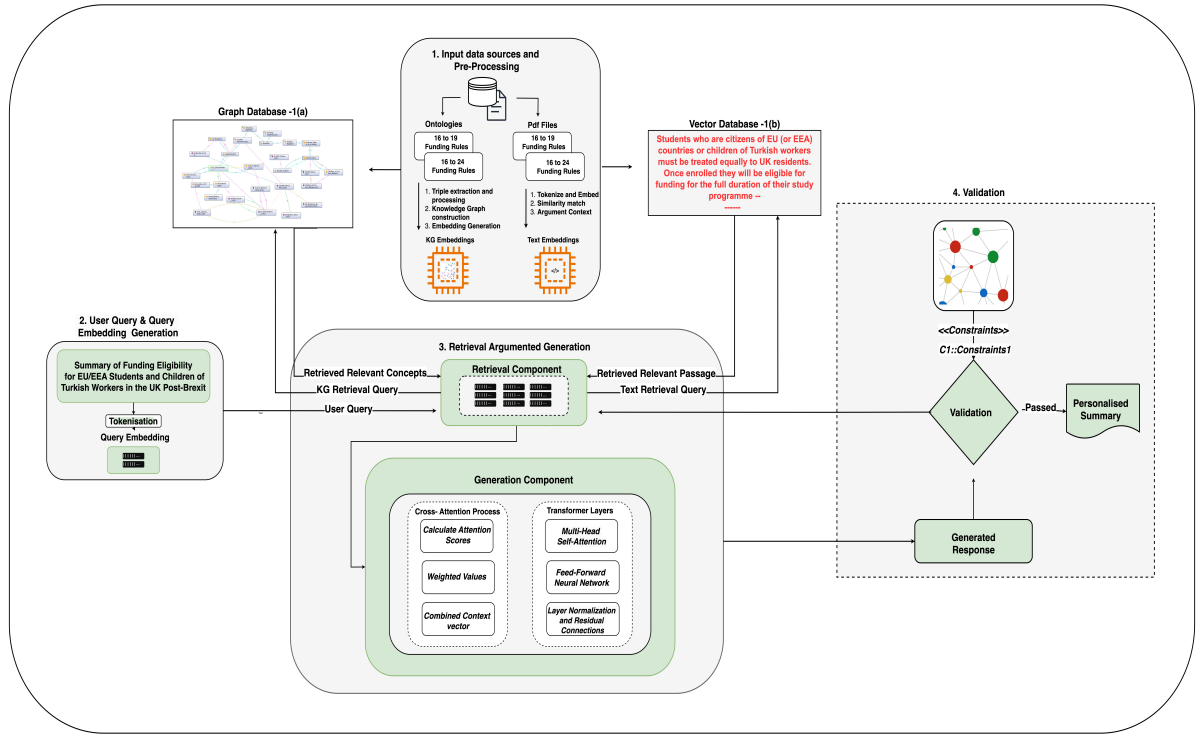 1. Input data sources and
Pre-Processing
Ontologies
16 to 19
Funding Rules
16 to 24
Funding Rules
1. Triple extraction and
processing
2. Knowledge Graph
construction
3. Embedding Generation
KG Embeddings
Pdf Files
16 to 19
Funding Rules
16 to 24
Funding Rules
1. Tokenize and Embed
2. Similarity match
3. Argument Context
Text Embeddings
</>
Graph Database -1(a)
Vector Database -1(b)
Students who are citizens of EU (or EEA)
countries or children of Turkish workers
must be treated equally to UK residents.
Once enrolled they will be eligible for
funding for the full duration of their study
programme --
-------
2. User Query & Query
Embedding Generation
Summary of Funding Eligibility
for EU/EEA Students and Children of
Turkish Workers in the UK Post-Brexit
Tokenisation
Query Embedding
3. Retrieval Argumented Generation
Retrieved Relevant Concepts
KG Retrieval Query
User Query
Retrieval Component
Retrieved Relevant Passage
Text Retrieval Query
Generation Component
Cross- Attention Process
Calculate Attention
Scores
Weighted Values
Combined Context
vector
Transformer Layers
Multi-Head
Self-Attention
Feed-Forward
Neural Network
Layer Normalization
and Residual
Connections
4. Validation
<<Constraints>>
C1::Constraints1
Validation
Passed
Personalised
Summary
Generated
Response